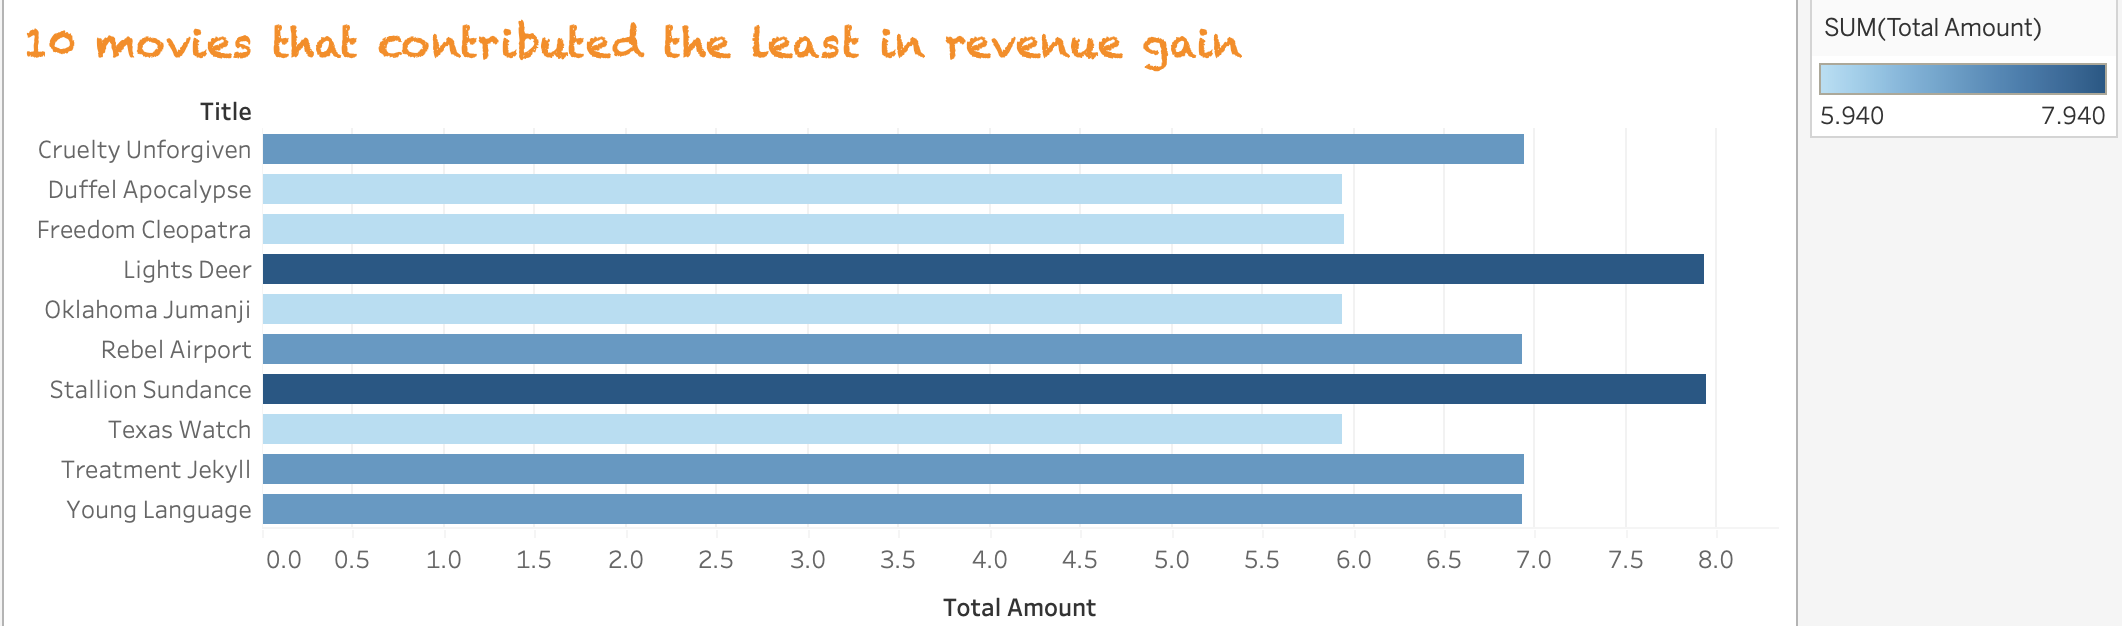 10 movies that contributed the least in revenue gain
Title
Cruelty Unforgiven
Duffel Apocalypse
Freedom Cleopatra
Lights Deer
Oklahoma Jumanji
Rebel Airport
Stallion Sundance
Texas Watch
Treatment Jekyll
Young Language
0.0 0.5 1.0 1.5 2.0 2.5 3.0 3.5 4.0 4.5 5.0 5.5 6.0 6.5 7.0 7.5 8.0
Total Amount
SUM(Total Amount)
5.940 7.940